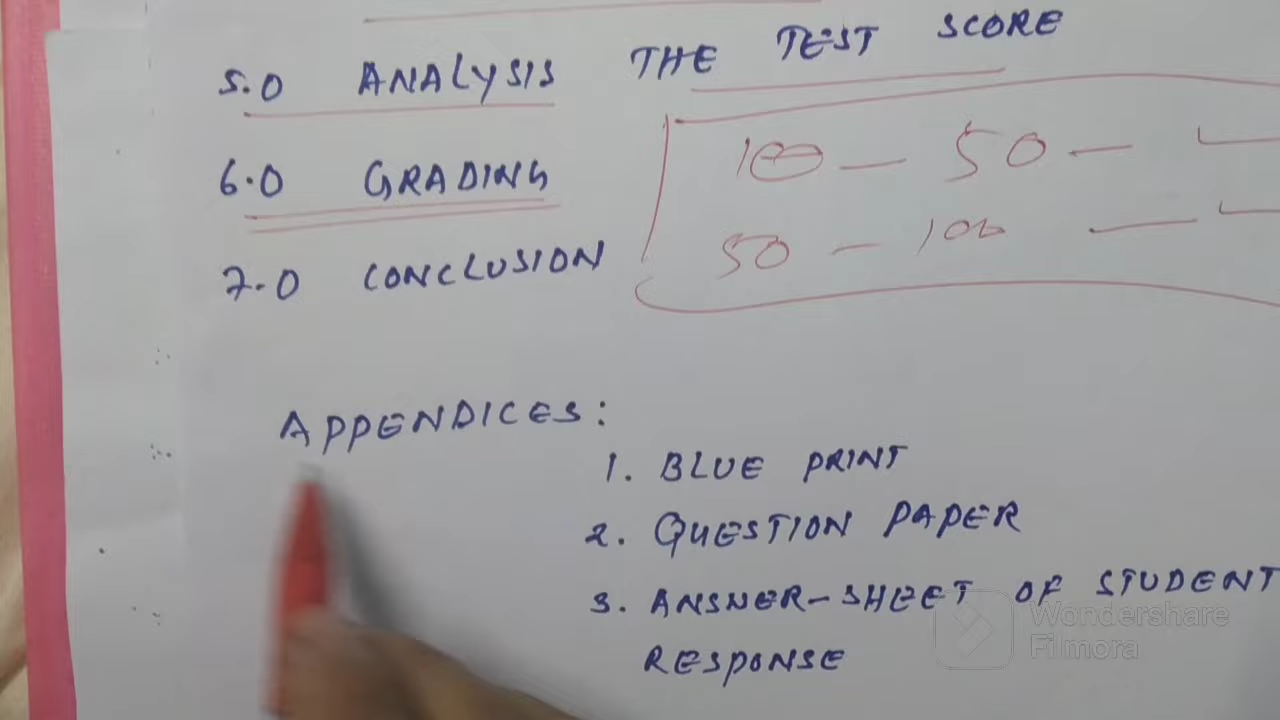 5.0 ANALYSIS THE TEST SCORE
100 — 50 —
6.0 GRADING
50 — 100 —
7.0 CONCLUSION
APPENDICES:
1. BLUE PRINT
2. QUESTION PAPER
3. ANSWER-SHEET OF STUDENT
RESPONSE
Wondershare
Filmora